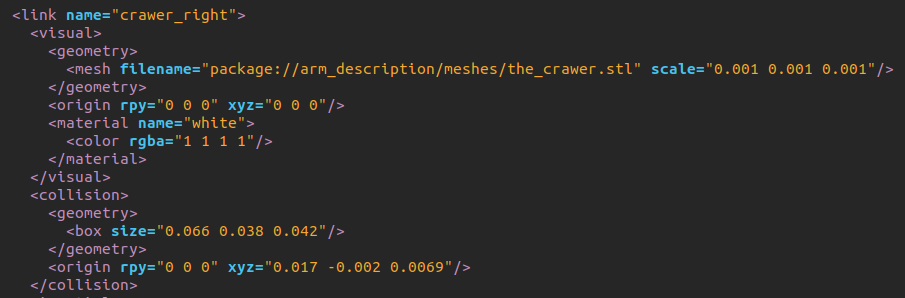 <link name="crawer_right">
<visual>
<geometry>
<mesh filename="package://arm_description/meshes/the_crawer.stl" scale="0.001 0.001 0.001"/>
</geometry>
<origin rpy="0 0 0" xyz="0 0 0"/>
<material name="white">
<color rgba="1 1 1 1"/>
</material>
</visual>
<collision>
<geometry>
<box size="0.066 0.038 0.042"/>
</geometry>
<origin rpy="0 0 0" xyz="0.017 -0.002 0.0069"/>
</collision>